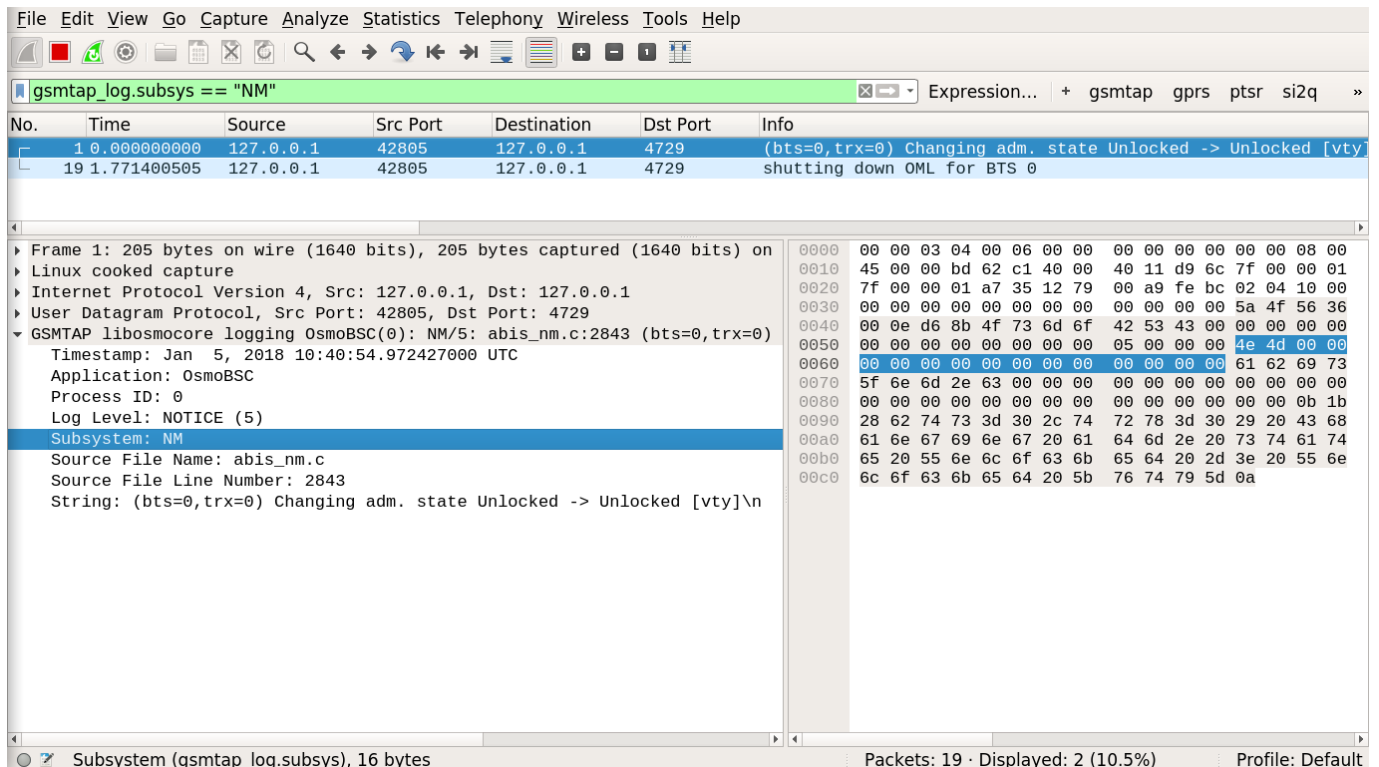 File Edit View Go Capture Analyze Statistics Telephony Wireless Tools Help
gsmtap_log.subsys == "NM" Expression… + gsmtap gprs ptsr si2q »
No. Time Source Src Port Destination Dst Port Info
1 0.000000000 127.0.0.1 42805 127.0.0.1 4729 (bts=0,trx=0) Changing adm. state Unlocked -> Unlocked [vty]
19 1.771400505 127.0.0.1 42805 127.0.0.1 4729 shutting down OML for BTS 0
Frame 1: 205 bytes on wire (1640 bits), 205 bytes captured (1640 bits) on
Linux cooked capture
Internet Protocol Version 4, Src: 127.0.0.1, Dst: 127.0.0.1
User Datagram Protocol, Src Port: 42805, Dst Port: 4729
GSMTAP libosmocore logging OsmoBSC(0): NM/5: abis_nm.c:2843 (bts=0,trx=0)
Timestamp: Jan  5, 2018 10:40:54.972427000 UTC
Application: OsmoBSC
Process ID: 0
Log Level: NOTICE (5)
Subsystem: NM
Source File Name: abis_nm.c
Source File Line Number: 2843
String: (bts=0,trx=0) Changing adm. state Unlocked -> Unlocked [vty]\n
0000 00 00 03 04 00 06 00 00 00 00 00 00 00 00 08 00
0010 45 00 00 bd 62 c1 40 00 40 11 d9 6c 7f 00 00 01
0020 7f 00 00 01 a7 35 12 79 00 a9 fe bc 02 04 10 00
0030 00 00 00 00 00 00 00 00 00 00 00 00 5a 4f 56 36
0040 00 0e d6 8b 4f 73 6d 6f 42 53 43 00 00 00 00 00
0050 00 00 00 00 00 00 00 00 05 00 00 00 4e 4d 00 00
0060 00 00 00 00 00 00 00 00 00 00 00 00 61 62 69 73
0070 5f 6e 6d 2e 63 00 00 00 00 00 00 00 00 00 00 00
0080 00 00 00 00 00 00 00 00 00 00 00 00 00 00 0b 1b
0090 28 62 74 73 3d 30 2c 74 72 78 3d 30 29 20 43 68
00a0 61 6e 67 69 6e 67 20 61 64 6d 2e 20 73 74 61 74
00b0 65 20 55 6e 6c 6f 63 6b 65 64 20 2d 3e 20 55 6e
00c0 6c 6f 63 6b 65 64 20 5b 76 74 79 5d 0a
Subsystem (gsmtap_log.subsys), 16 bytes Packets: 19 · Displayed: 2 (10.5%) Profile: Default